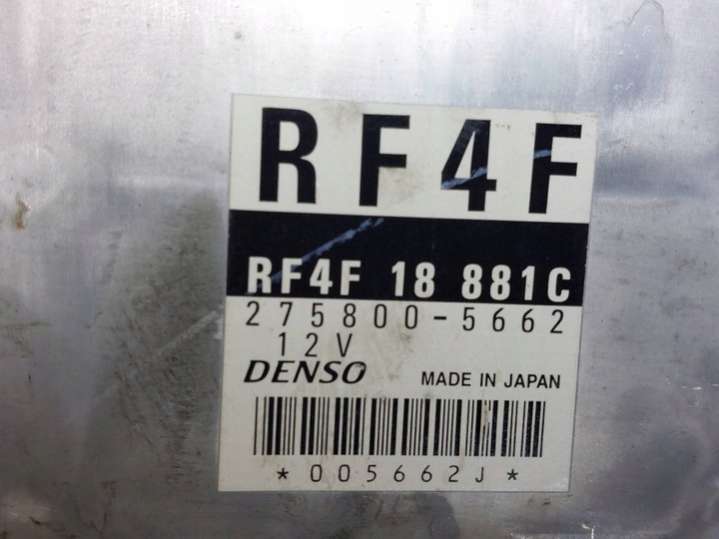 RF4F
RF4F 18 881C
275800-5662
12V
DENSO MADE IN JAPAN
*005662J*